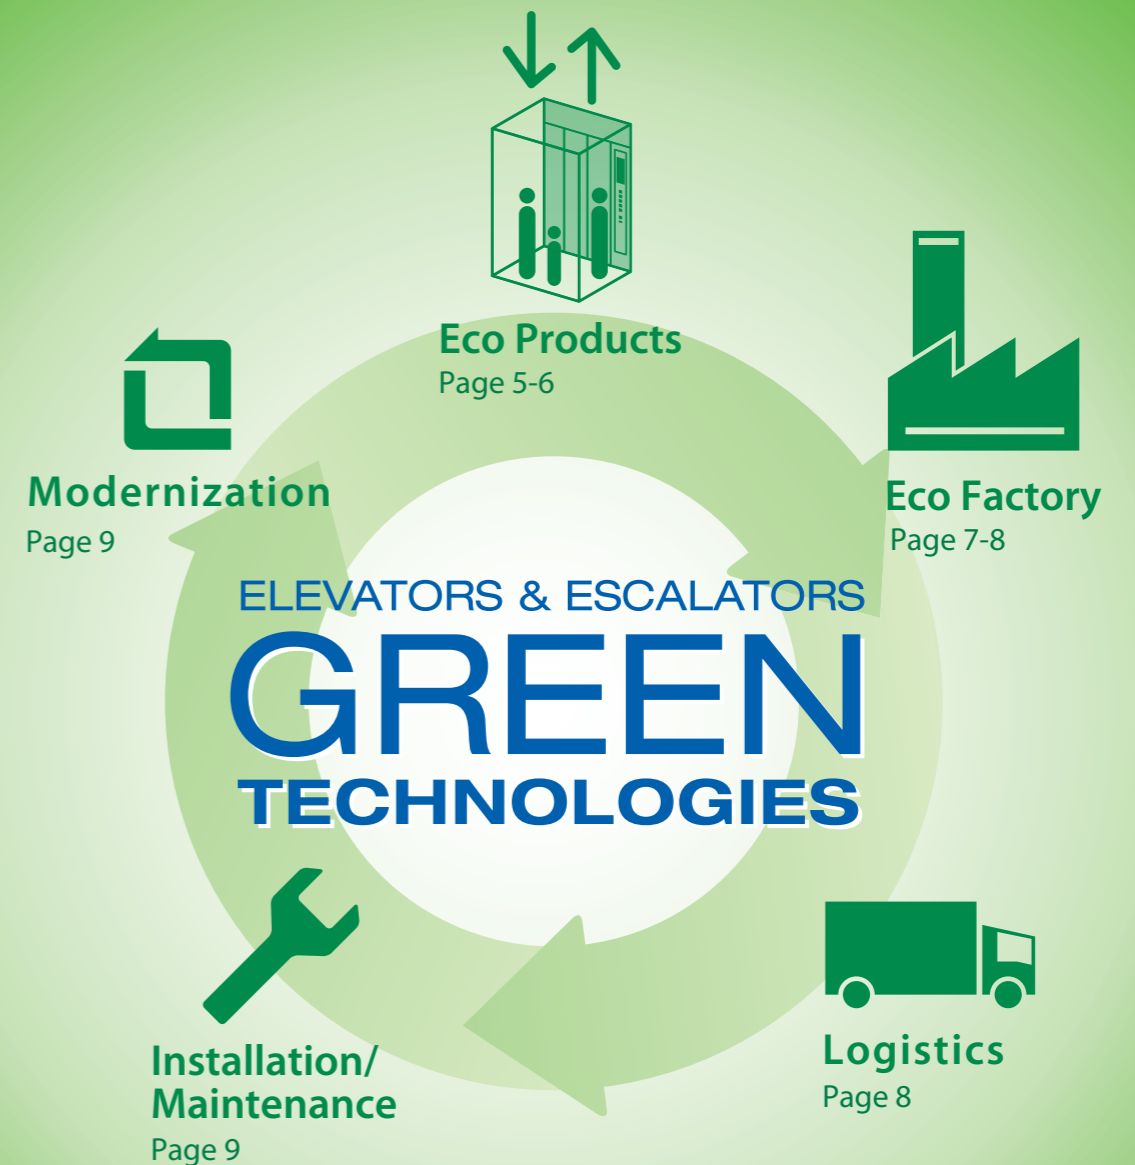 Eco Products
Page 5-6
Eco Factory
Page 7-8
Modernization
Page 9
ELEVATORS & ESCALATORS
GREEN
TECHNOLOGIES
Logistics
Page 8
Installation/
Maintenance
Page 9